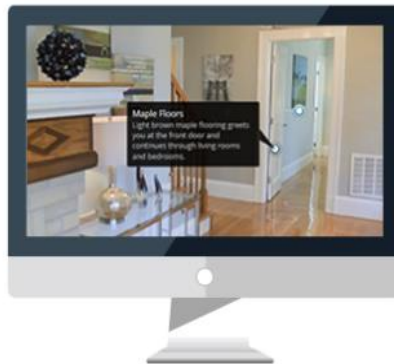 Maple Floors
Light brown maple flooring greets
you at the front door and
continues through living rooms
and bedrooms.